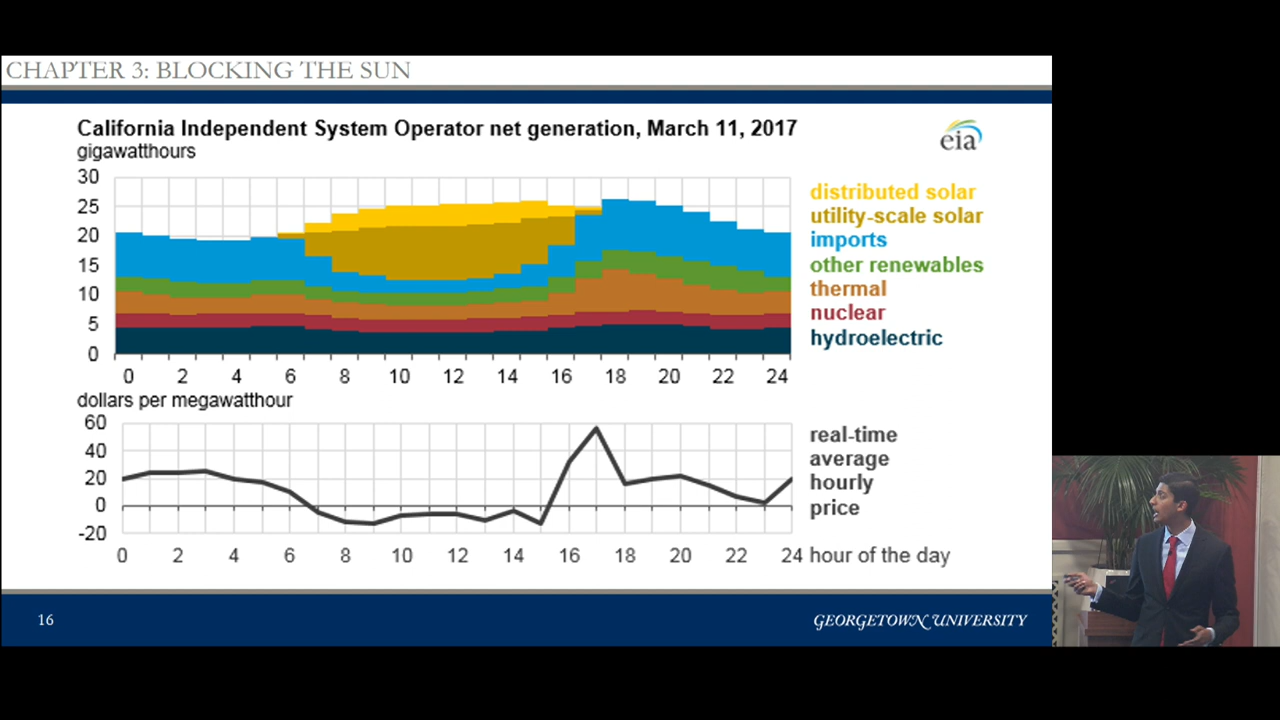 CHAPTER 3: BLOCKING THE SUN
California Independent System Operator net generation, March 11, 2017
gigawatthours
eia
30
25
20
15
10
5
0
distributed solar
utility-scale solar
imports
other renewables
thermal
nuclear
hydroelectric
0 2 4 6 8 10 12 14 16 18 20 22 24
dollars per megawatthour
60
40
20
0
-20
real-time
average
hourly
price
0 2 4 6 8 10 12 14 16 18 20 22 24 hour of the day
16
GEORGETOWN UNIVERSITY